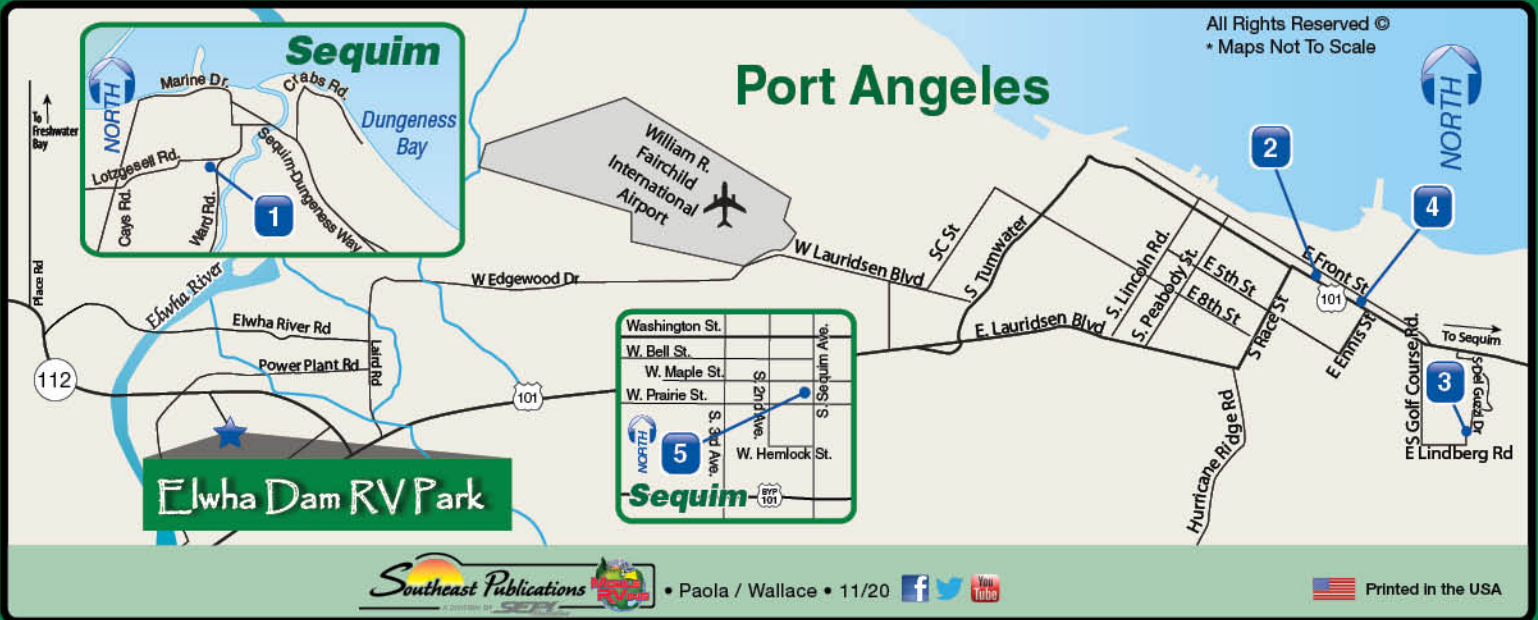 All Rights Reserved ©
* Maps Not To Scale
Port Angeles
NORTH
Sequim
NORTH
Marine Dr.
Crabs Rd.
Dungeness
Bay
Lotzgesell Rd.
Sequim-Dungeness Way
Cays Rd.
Ward Rd.
1
To
Freshwater
Bay
Place Rd
William R.
Fairchild
International
Airport
2
4
W Lauridsen Blvd
SC St
S Tumwater
S. Lincoln Rd.
S. Peabody St.
E 5th St
E 8th St
E Front St
101
S Race St
E Ennis St
To Sequim
ES Golf Course Rd.
S Del Guzzi Dr
3
E Lindberg Rd
Hurricane Ridge Rd
E. Lauridsen Blvd
W Edgewood Dr
Elwha River
Elwha River Rd
Power Plant Rd
Laird Rd
112
101
Elwha Dam RV Park
Washington St.
W. Bell St.
W. Maple St.
W. Prairie St.
S. Sequim Ave.
S. 2nd Ave.
S. 3rd Ave.
NORTH
5
W. Hemlock St.
Sequim
BYP
101
Southeast Publications
A DIVISION OF SEPI
• Paola / Wallace • 11/20
f
You
Tube
Printed in the USA